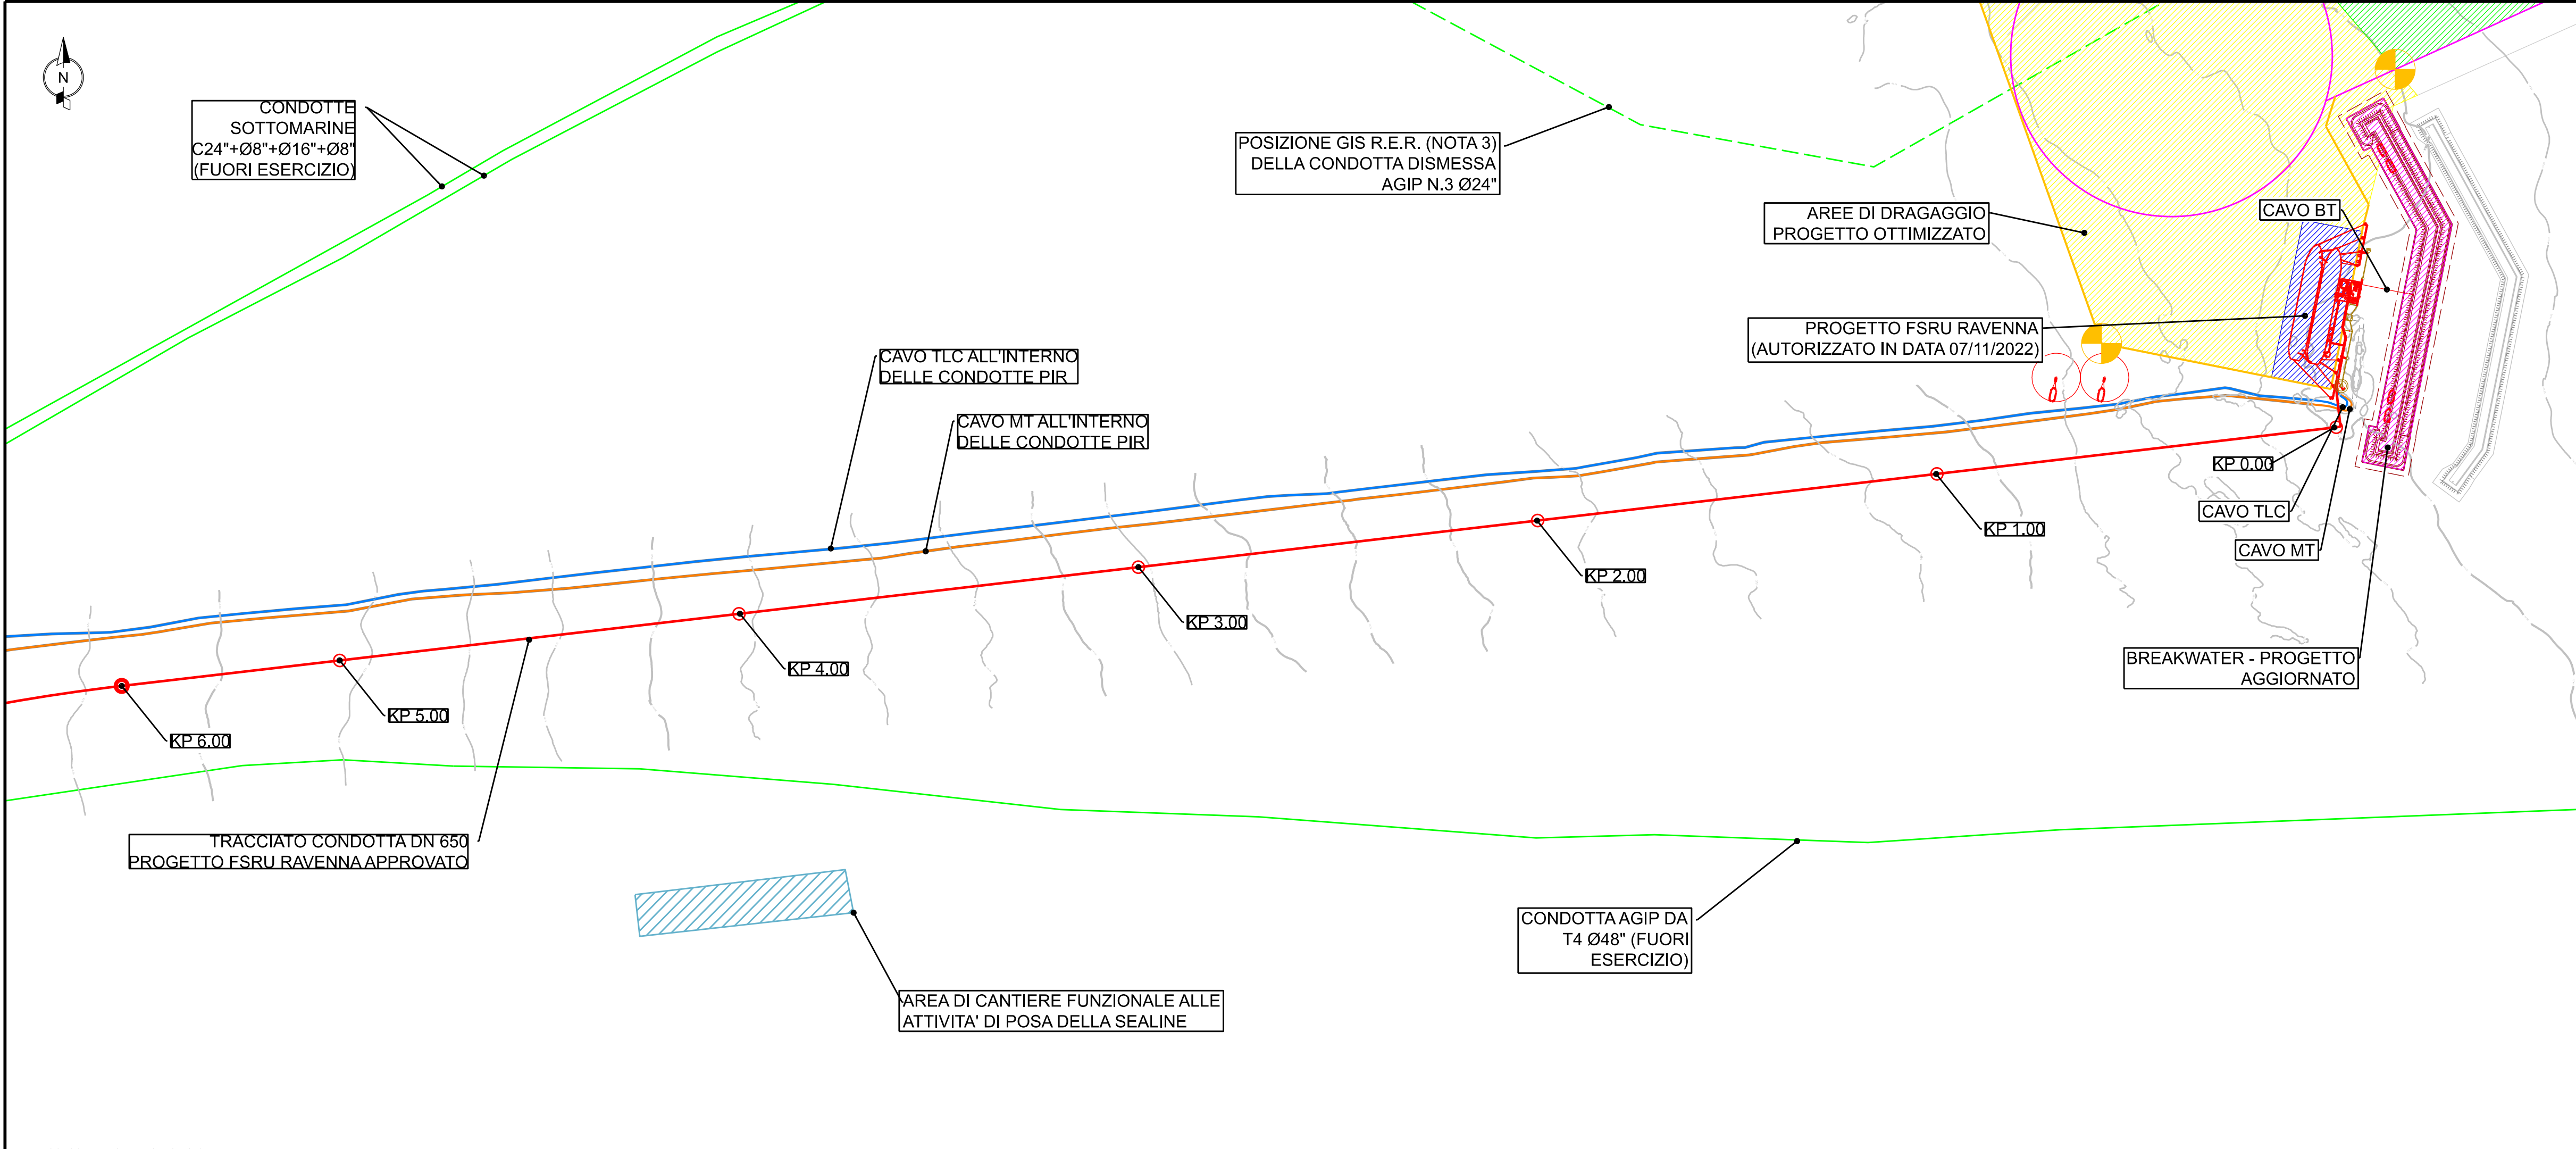 N
CONDOTTE
SOTTOMARINE
C24"+Ø8"+Ø16"+Ø8"
(FUORI ESERCIZIO)
POSIZIONE GIS R.E.R. (NOTA 3)
DELLA CONDOTTA DISMESSA
AGIP N.3 Ø24"
AREE DI DRAGAGGIO
PROGETTO OTTIMIZZATO
CAVO BT
PROGETTO FSRU RAVENNA
(AUTORIZZATO IN DATA 07/11/2022)
CAVO TLC ALL'INTERNO
DELLE CONDOTTE PIR
CAVO MT ALL'INTERNO
DELLE CONDOTTE PIR
KP 0.00
CAVO TLC
CAVO MT
KP 1.00
KP 2.00
KP 3.00
KP 4.00
KP 5.00
KP 6.00
BREAKWATER - PROGETTO
AGGIORNATO
TRACCIATO CONDOTTA DN 650
PROGETTO FSRU RAVENNA APPROVATO
CONDOTTA AGIP DA
T4 Ø48" (FUORI
ESERCIZIO)
AREA DI CANTIERE FUNZIONALE ALLE
ATTIVITA' DI POSA DELLA SEALINE